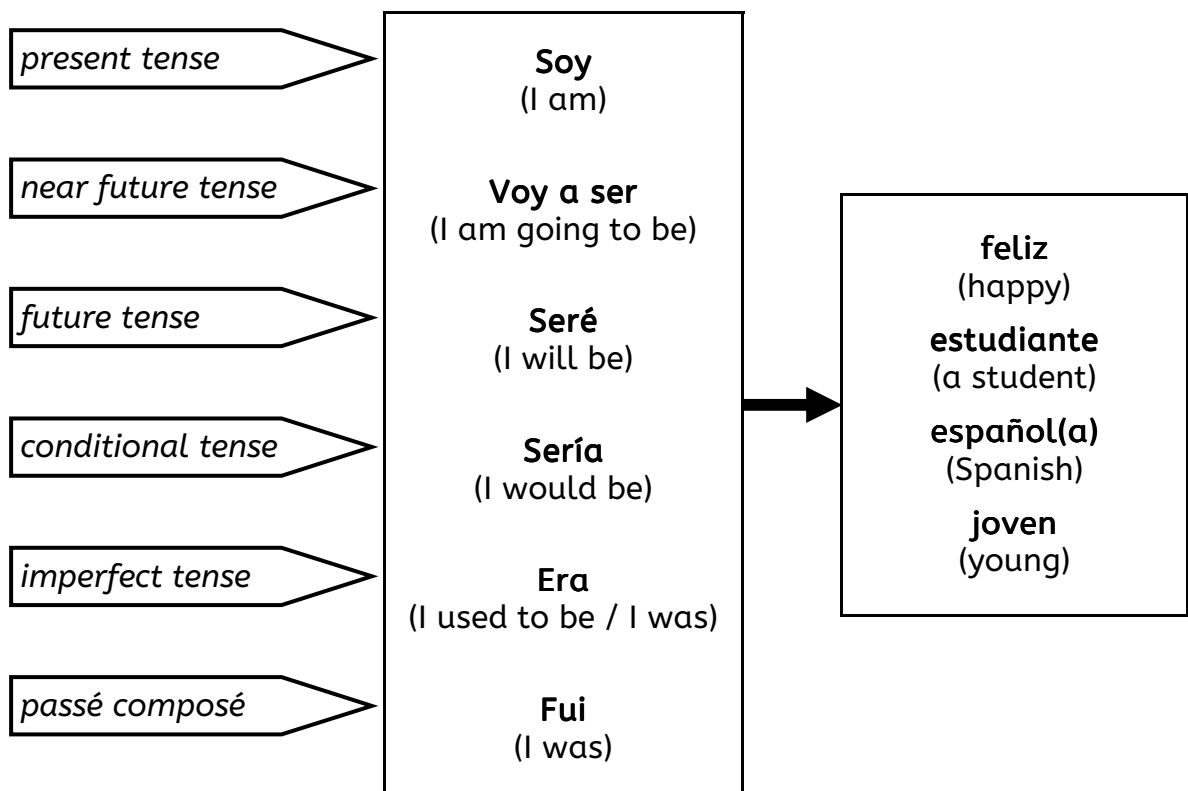 present tense
Soy
(I am)
near future tense
Voy a ser
(I am going to be)
future tense
Seré
(I will be)
conditional tense
Sería
(I would be)
imperfect tense
Era
(I used to be / I was)
passé composé
Fui
(I was)
feliz
(happy)
estudiante
(a student)
español(a)
(Spanish)
joven
(young)